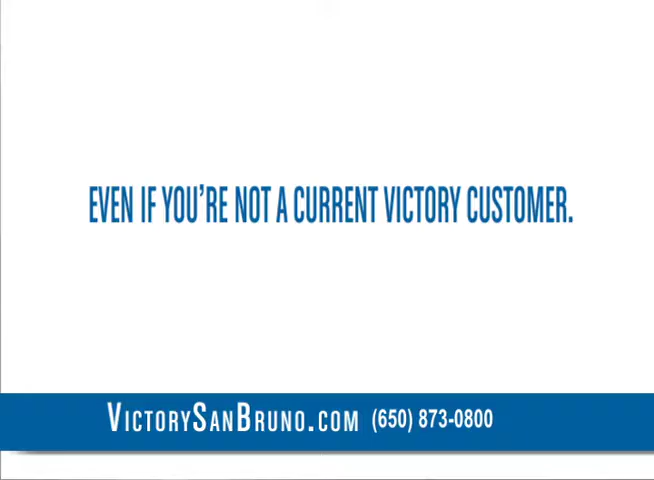 EVEN IF YOU'RE NOT A CURRENT VICTORY CUSTOMER.
VICTORYSANBRUNO.COM (650) 873-0800